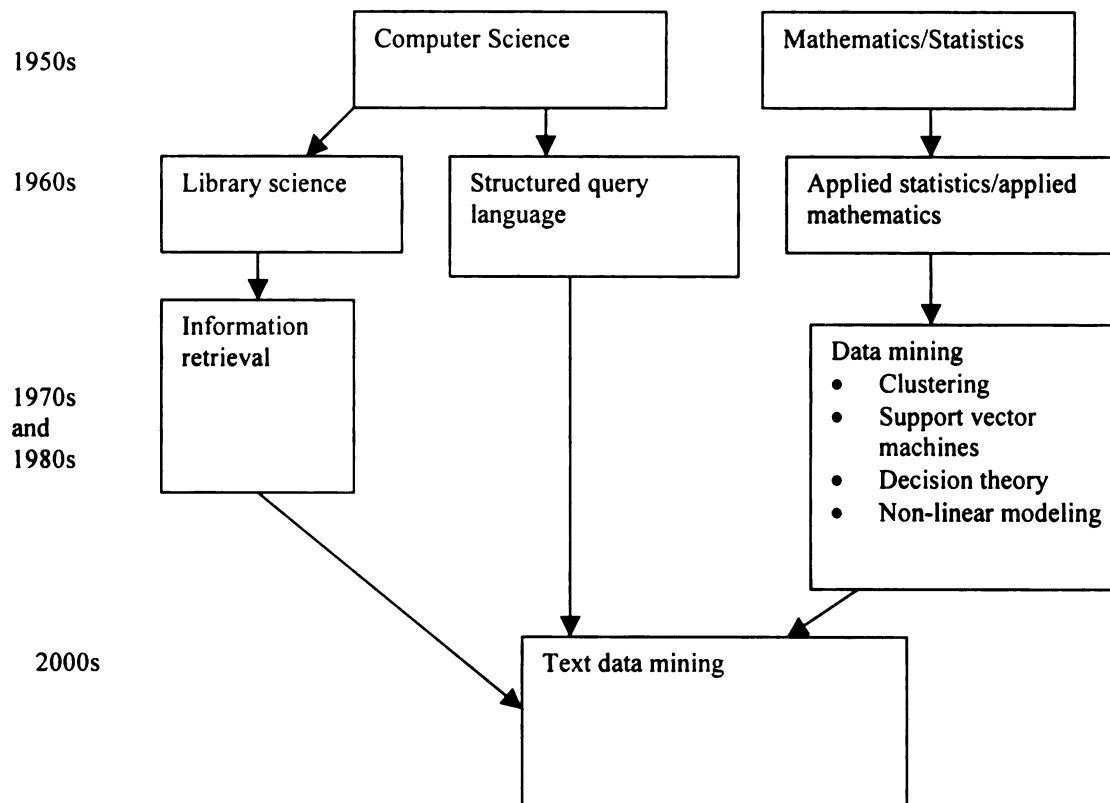 1950s
Computer Science
Mathematics/Statistics
1960s
Library science
Structured query
language
Applied statistics/applied
mathematics
1970s
and
1980s
Information
retrieval
Data mining
• Clustering
• Support vector
machines
• Decision theory
• Non-linear modeling
2000s
Text data mining